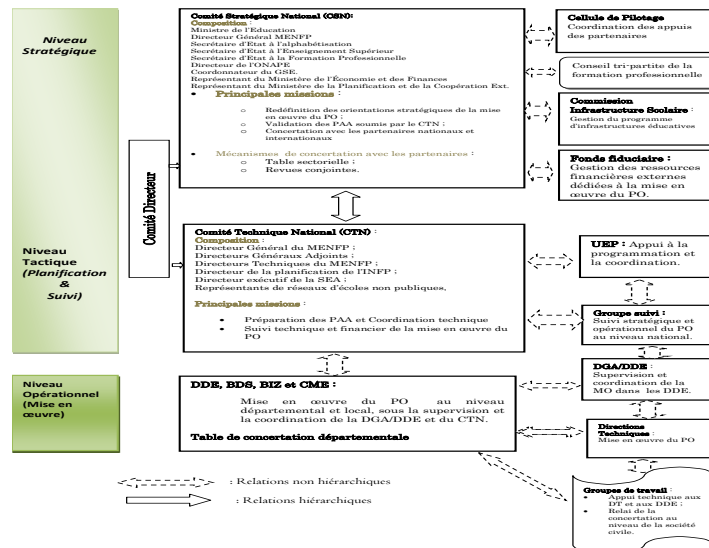 Niveau
Stratégique
Niveau
Tactique
(Planification
&
Suivi)
Niveau
Opérationnel
(Mise en
œuvre)
Comité Directeur
Comité Stratégique National (CSN):
Composition :
Ministre de l'Education
Directeur Général MENFP
Secrétaire d'Etat à l'alphabétisation
Secrétaire d'Etat à l'Enseignement Supérieur
Secrétaire d'Etat à la Formation Professionnelle
Directeur de l'ONAPE
Coordonnateur du GSE.
Représentant du Ministère de l'Économie et des Finances
Représentant du Ministère de la Planification et de la Coopération Ext.
• Principales missions :
o Redéfinition des orientations stratégiques de la mise
en œuvre du PO ;
o Validation des PAA soumis par le CTN ;
o Concertation avec les partenaires nationaux et
internationaux
• Mécanismes de concertation avec les partenaires :
o Table sectorielle ;
o Revues conjointes.
Comité Technique National (CTN) :
Composition :
Directeur Général du MENFP ;
Directeurs Généraux Adjoints ;
Directeurs Techniques du MENFP ;
Directeur de la planification de l'INFP ;
Directeur exécutif de la SEA ;
Représentants de réseaux d'écoles non publiques,
Principales missions :
• Préparation des PAA et Coordination technique
• Suivi technique et financier de la mise en œuvre du
PO
DDE, BDS, BIZ et CME :
Mise en œuvre du PO au niveau
départemental et local, sous la supervision et
la coordination de la DGA/DDE et du CTN.
Table de concertation départementale
Cellule de Pilotage
Coordination des appuis
des partenaires
Conseil tri-partite de la
formation professionnelle
Commission
Infrastructure Scolaire :
Gestion du programme
d'infrastructures éducatives
Fonds fiduciaire :
Gestion des ressources
financières externes
dédiées à la mise en
œuvre du PO.
UEP : Appui à la
programmation et
la coordination.
Groupe suivi :
Suivi stratégique et
opérationnel du PO
au niveau national.
DGA/DDE :
Supervision et
coordination de la
MO dans les DDE.
Directions
Techniques :
Mise en œuvre du PO
Groupes de travail :
• Appui technique aux
DT et aux DDE ;
• Relai de la
concertation au
niveau de la société
civile.
: Relations non hiérarchiques
: Relations hiérarchiques